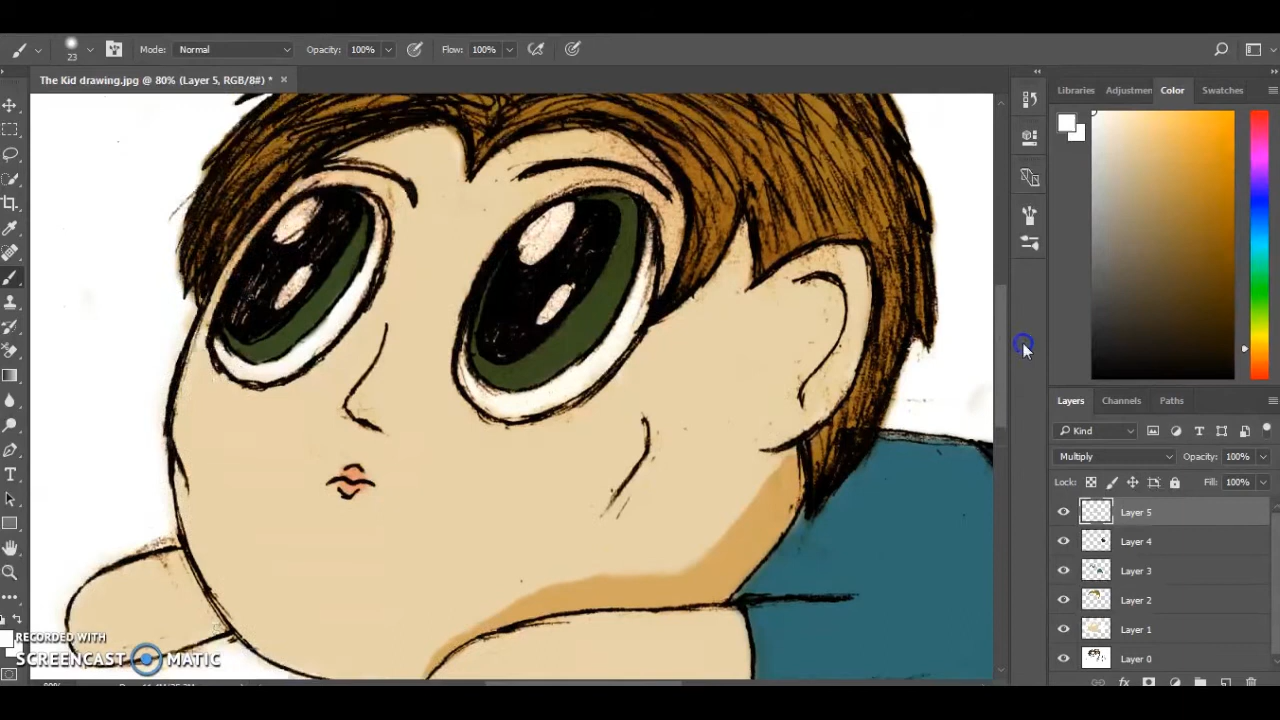 23 Mode: Normal Opacity: 100% Flow: 100%
The Kid drawing.jpg @ 80% (Layer 5, RGB/8#) * ×
Libraries Adjustmen Color Swatches
Layers Channels Paths
Kind
Multiply Opacity: 100%
Lock: Fill: 100%
Layer 5
Layer 4
Layer 3
Layer 2
Layer 1
Layer 0
RECORDED WITH
SCREENCAST MATIC